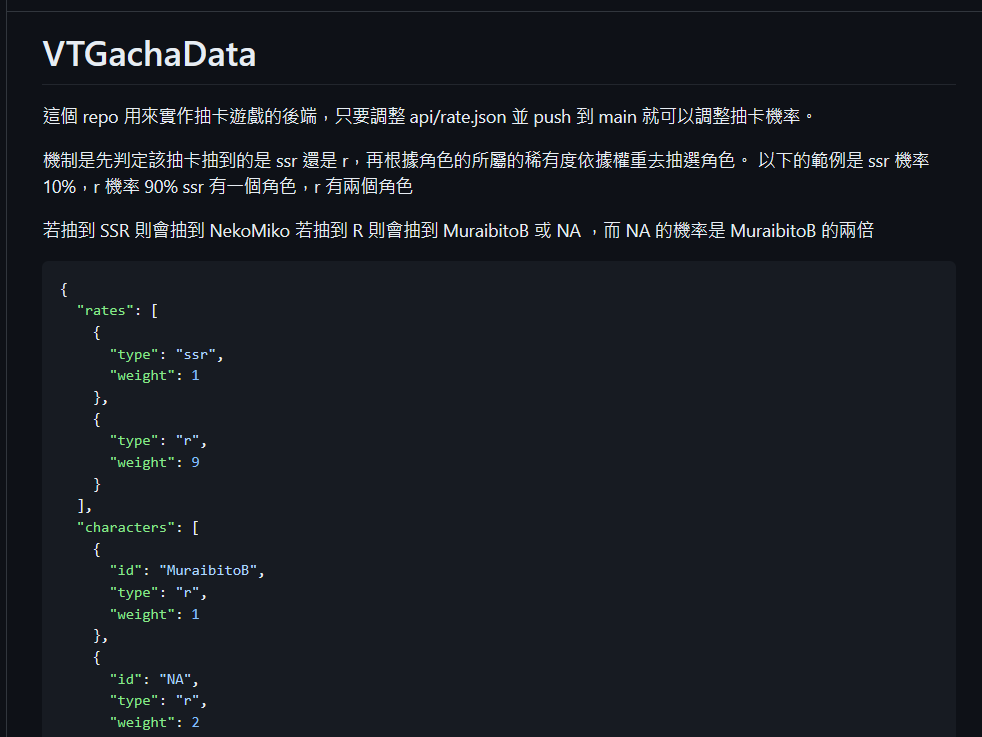 VTGachaData
這個 repo 用來實作抽卡遊戲的後端，只要調整 api/rate.json 並 push 到 main 就可以調整抽卡機率。
機制是先判定該抽卡抽到的是 ssr 還是 r，再根據角色的所屬的稀有度依據權重去抽選角色。 以下的範例是 ssr 機率
10%，r 機率 90% ssr 有一個角色，r 有兩個角色
若抽到 SSR 則會抽到 NekoMiko 若抽到 R 則會抽到 MuraibitoB 或 NA ，而 NA 的機率是 MuraibitoB 的兩倍
{
"rates": [
{
"type": "ssr",
"weight": 1
},
{
"type": "r",
"weight": 9
}
],
"characters": [
{
"id": "MuraibitoB",
"type": "r",
"weight": 1
},
{
"id": "NA",
"type": "r",
"weight": 2